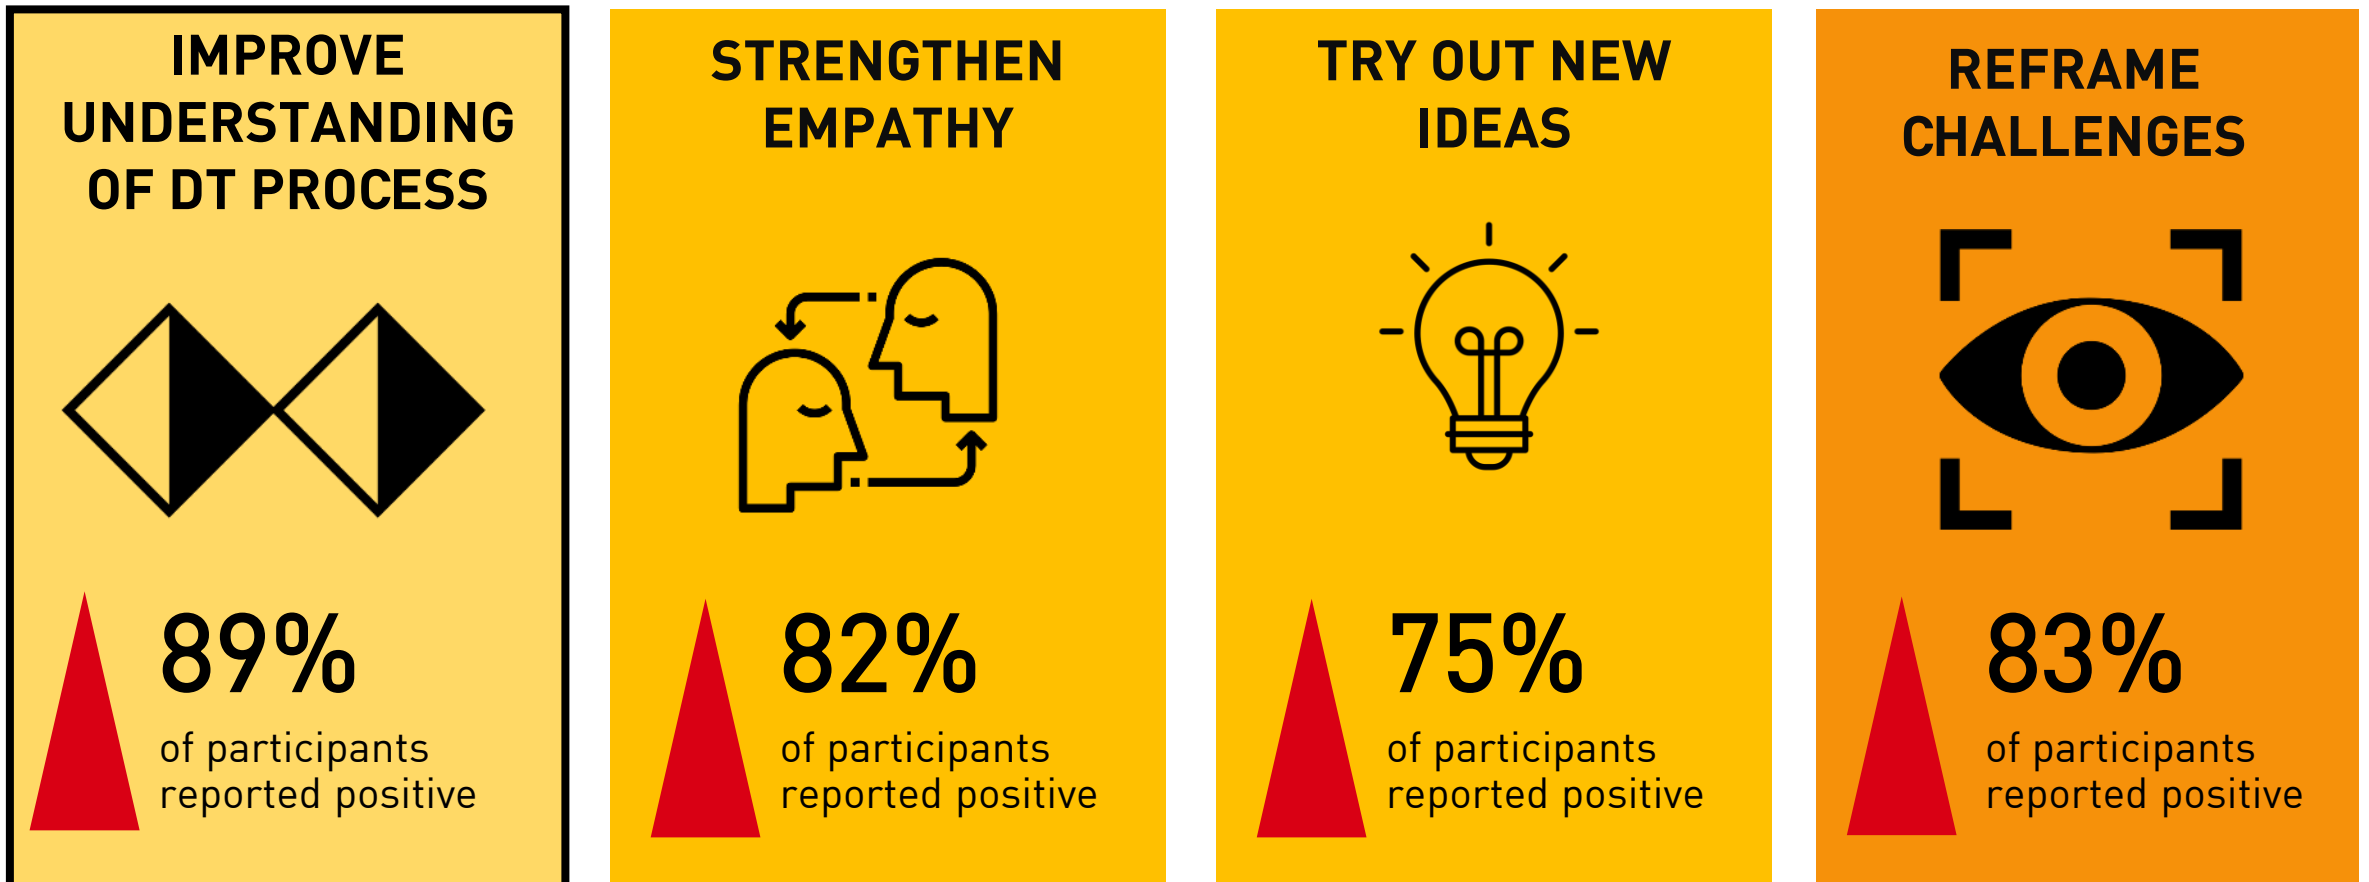 IMPROVE
UNDERSTANDING
OF DT PROCESS
89%
of participants
reported positive
STRENGTHEN
EMPATHY
82%
of participants
reported positive
TRY OUT NEW
IDEAS
75%
of participants
reported positive
REFRAME
CHALLENGES
83%
of participants
reported positive